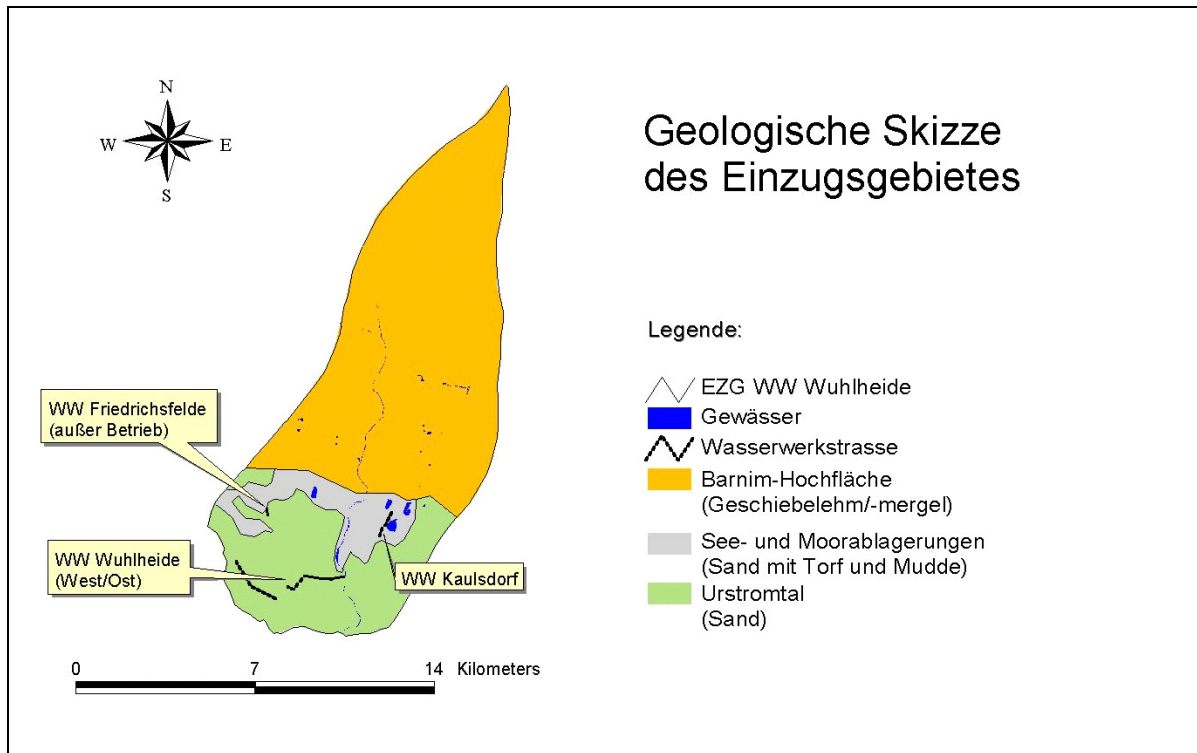 N
W
E
S
Geologische Skizze
des Einzugsgebietes
Legende:
EZG WW Wuhlheide
Gewässer
Wasserwerkstrasse
Barnim-Hochfläche
(Geschiebelehm/-mergel)
See- und Moorablagerungen
(Sand mit Torf und Mudde)
Urstromtal
(Sand)
WW Friedrichsfelde
(außer Betrieb)
WW Wuhlheide
(West/Ost)
WW Kaulsdorf
0 7 14 Kilometers